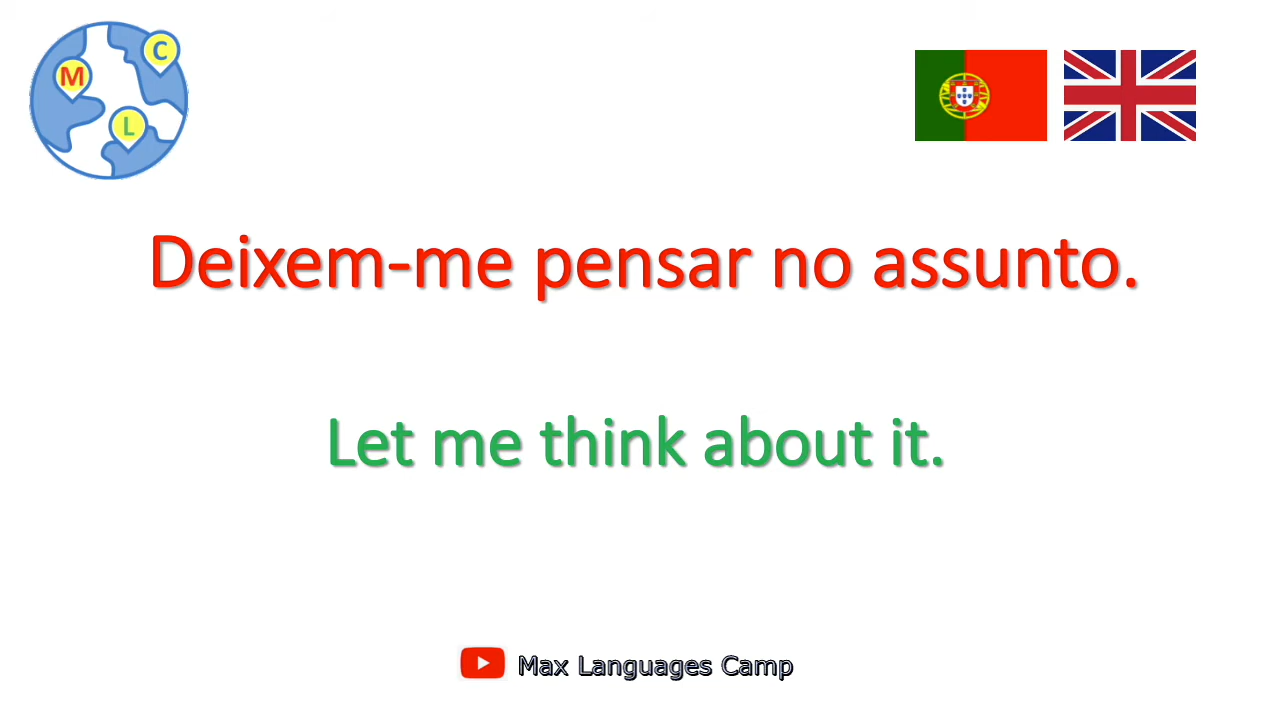 C
M
L
Deixem-me pensar no assunto.
Let me think about it.
Max Languages Camp